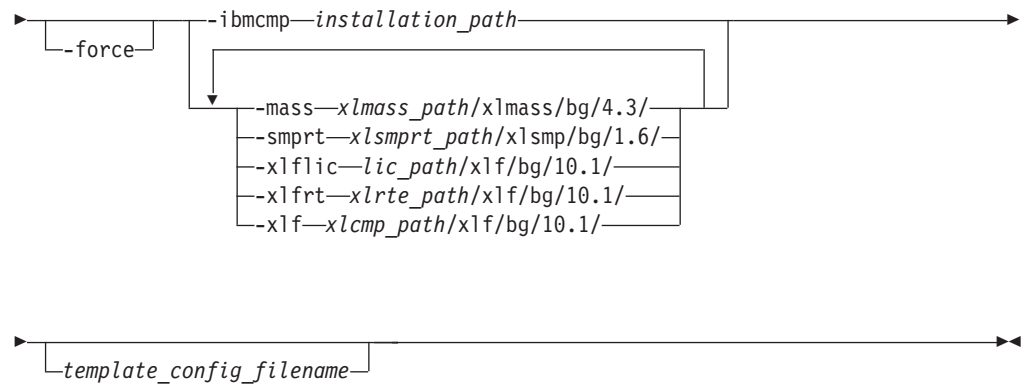 -ibmcmp installation_path
-force
-mass xlmass_path/xlmass/bg/4.3/
-smprt xlsmprt_path/xlsmp/bg/1.6/
-xlflic lic_path/xlf/bg/10.1/
-xlfrt xlrte_path/xlf/bg/10.1/
-xlf xlcmp_path/xlf/bg/10.1/
template_config_filename